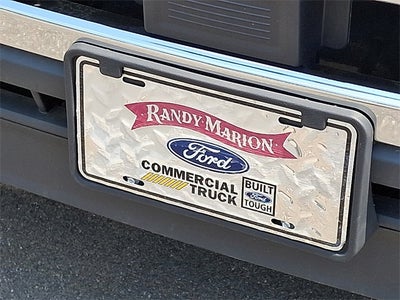 RANDY MARION
Ford
COMMERCIAL
TRUCK
BUILT
Ford
TOUGH